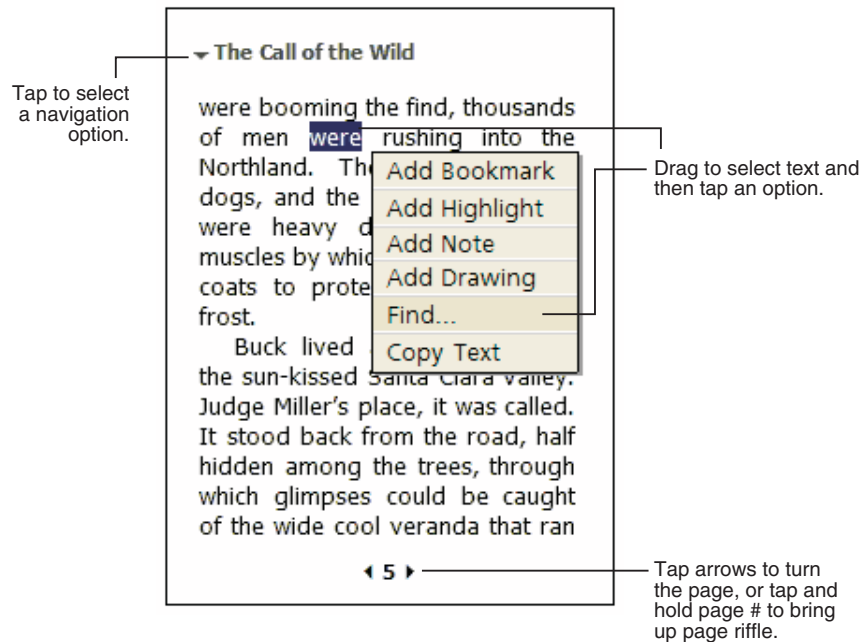 The Call of the Wild
Tap to select
a navigation
option.
were booming the find, thousands
of men were rushing into the
Northland. The
dogs, and the
were heavy d
muscles by whic
coats to prote
frost.
Buck lived
the sun-kissed Santa Clara Valley.
Judge Miller's place, it was called.
It stood back from the road, half
hidden among the trees, through
which glimpses could be caught
of the wide cool veranda that ran
Add Bookmark
Add Highlight
Add Note
Add Drawing
Find...
Copy Text
Drag to select text and
then tap an option.
5
Tap arrows to turn
the page, or tap and
hold page # to bring
up page riffle.